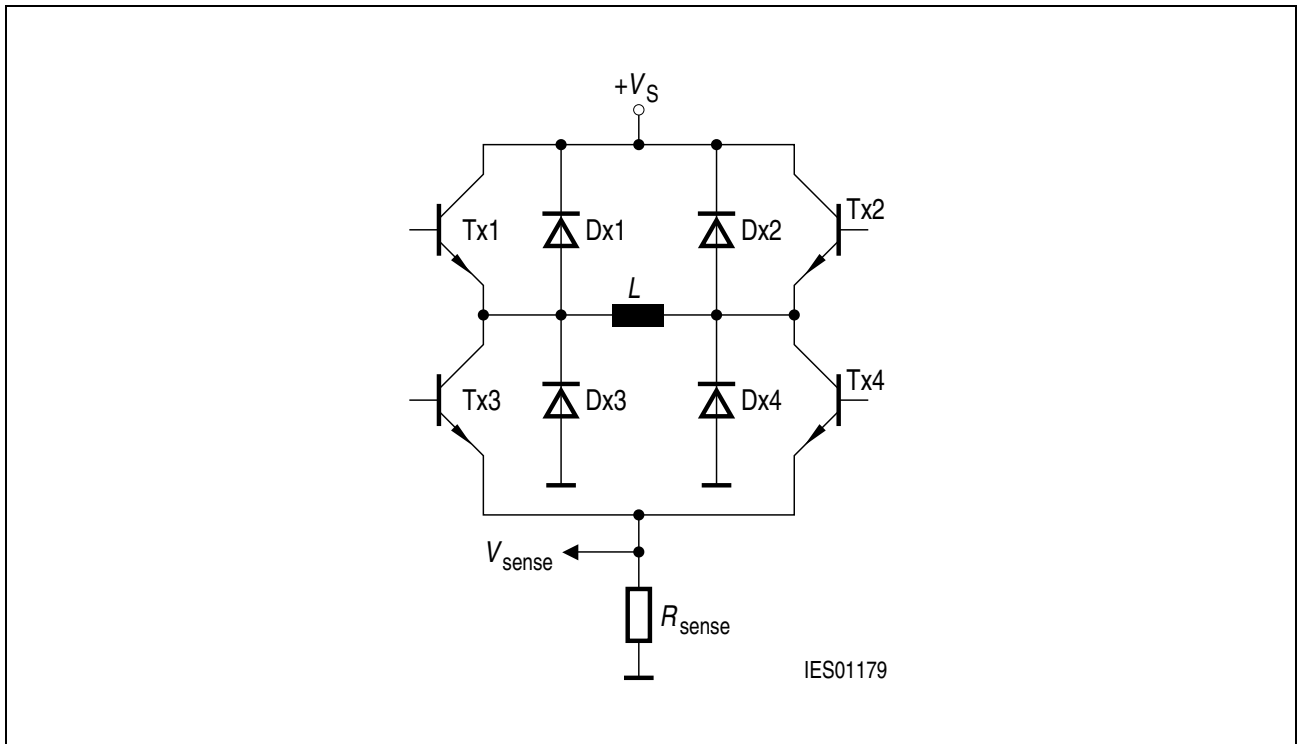 +VS
Tx1
Dx1
Dx2
Tx2
L
Tx3
Dx3
Dx4
Tx4
Vsense
Rsense
IES01179